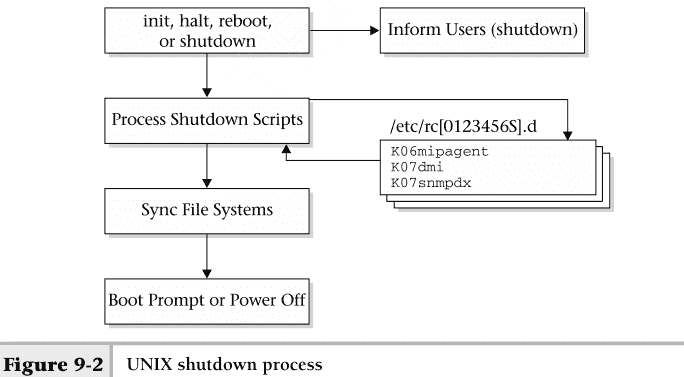 init, halt, reboot,
or shutdown
Inform Users (shutdown)
Process Shutdown Scripts
/etc/rc[0123456S].d
K06mipagent
K07dmi
K07snmpdx
Sync File Systems
Boot Prompt or Power Off
Figure 9-2 UNIX shutdown process